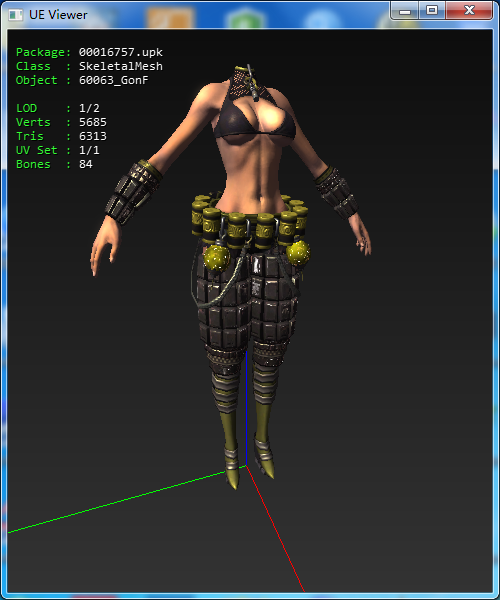 UE Viewer
Package: 00016757.upk
Class : SkeletalMesh
Object : 60063_GonF
LOD : 1/2
Verts : 5685
Tris : 6313
UV Set : 1/1
Bones : 84